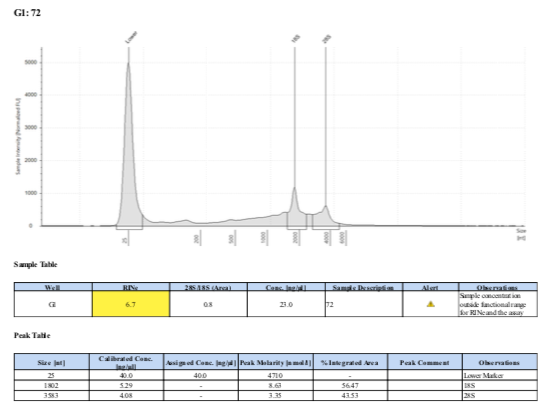 G1: 72
Lower
18S
28S
Sample Intensity [Normalized FU]
5000
4000
3000
2000
1000
0
25
200
500
1000
2000
4000
6000
Size
Sample Table
Well RINe 28S/18S (Area) Conc. [ng/µl] Sample Description Alert Observations
G1 6.7 0.8 23.0 72 Sample concentration
outside functional range
for RINe and the assay
Peak Table
Size [nt] Calibrated Conc. [ng/µl] Assigned Conc. [ng/µl] Peak Molarity [nmol/l] % Integrated Area Peak Comment Observations
25 40.0 40.0 4710 - Lower Marker
1802 5.29 - 8.63 56.47 18S
3583 4.08 - 3.35 43.53 28S